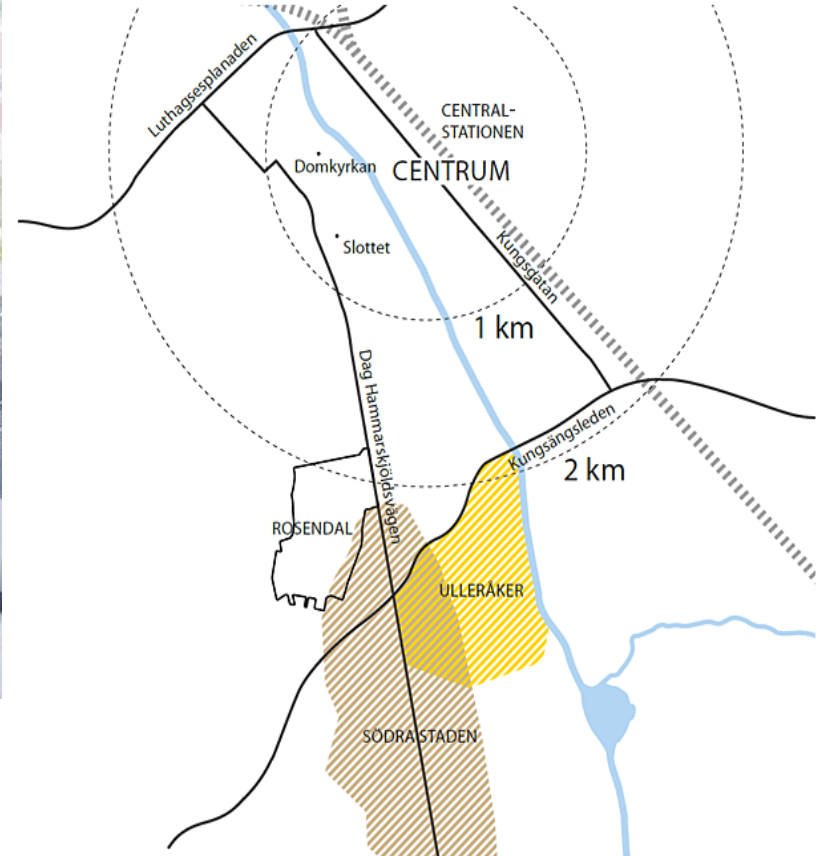 Luthagsesplanaden
CENTRAL-
STATIONEN
Domkyrkan
CENTRUM
Slottet
Kungsgatan
1 km
Dag Hammarskjöldsvägen
Kungsängsleden
2 km
ROSENDAL
ULLERÅKER
SÖDRA STADEN